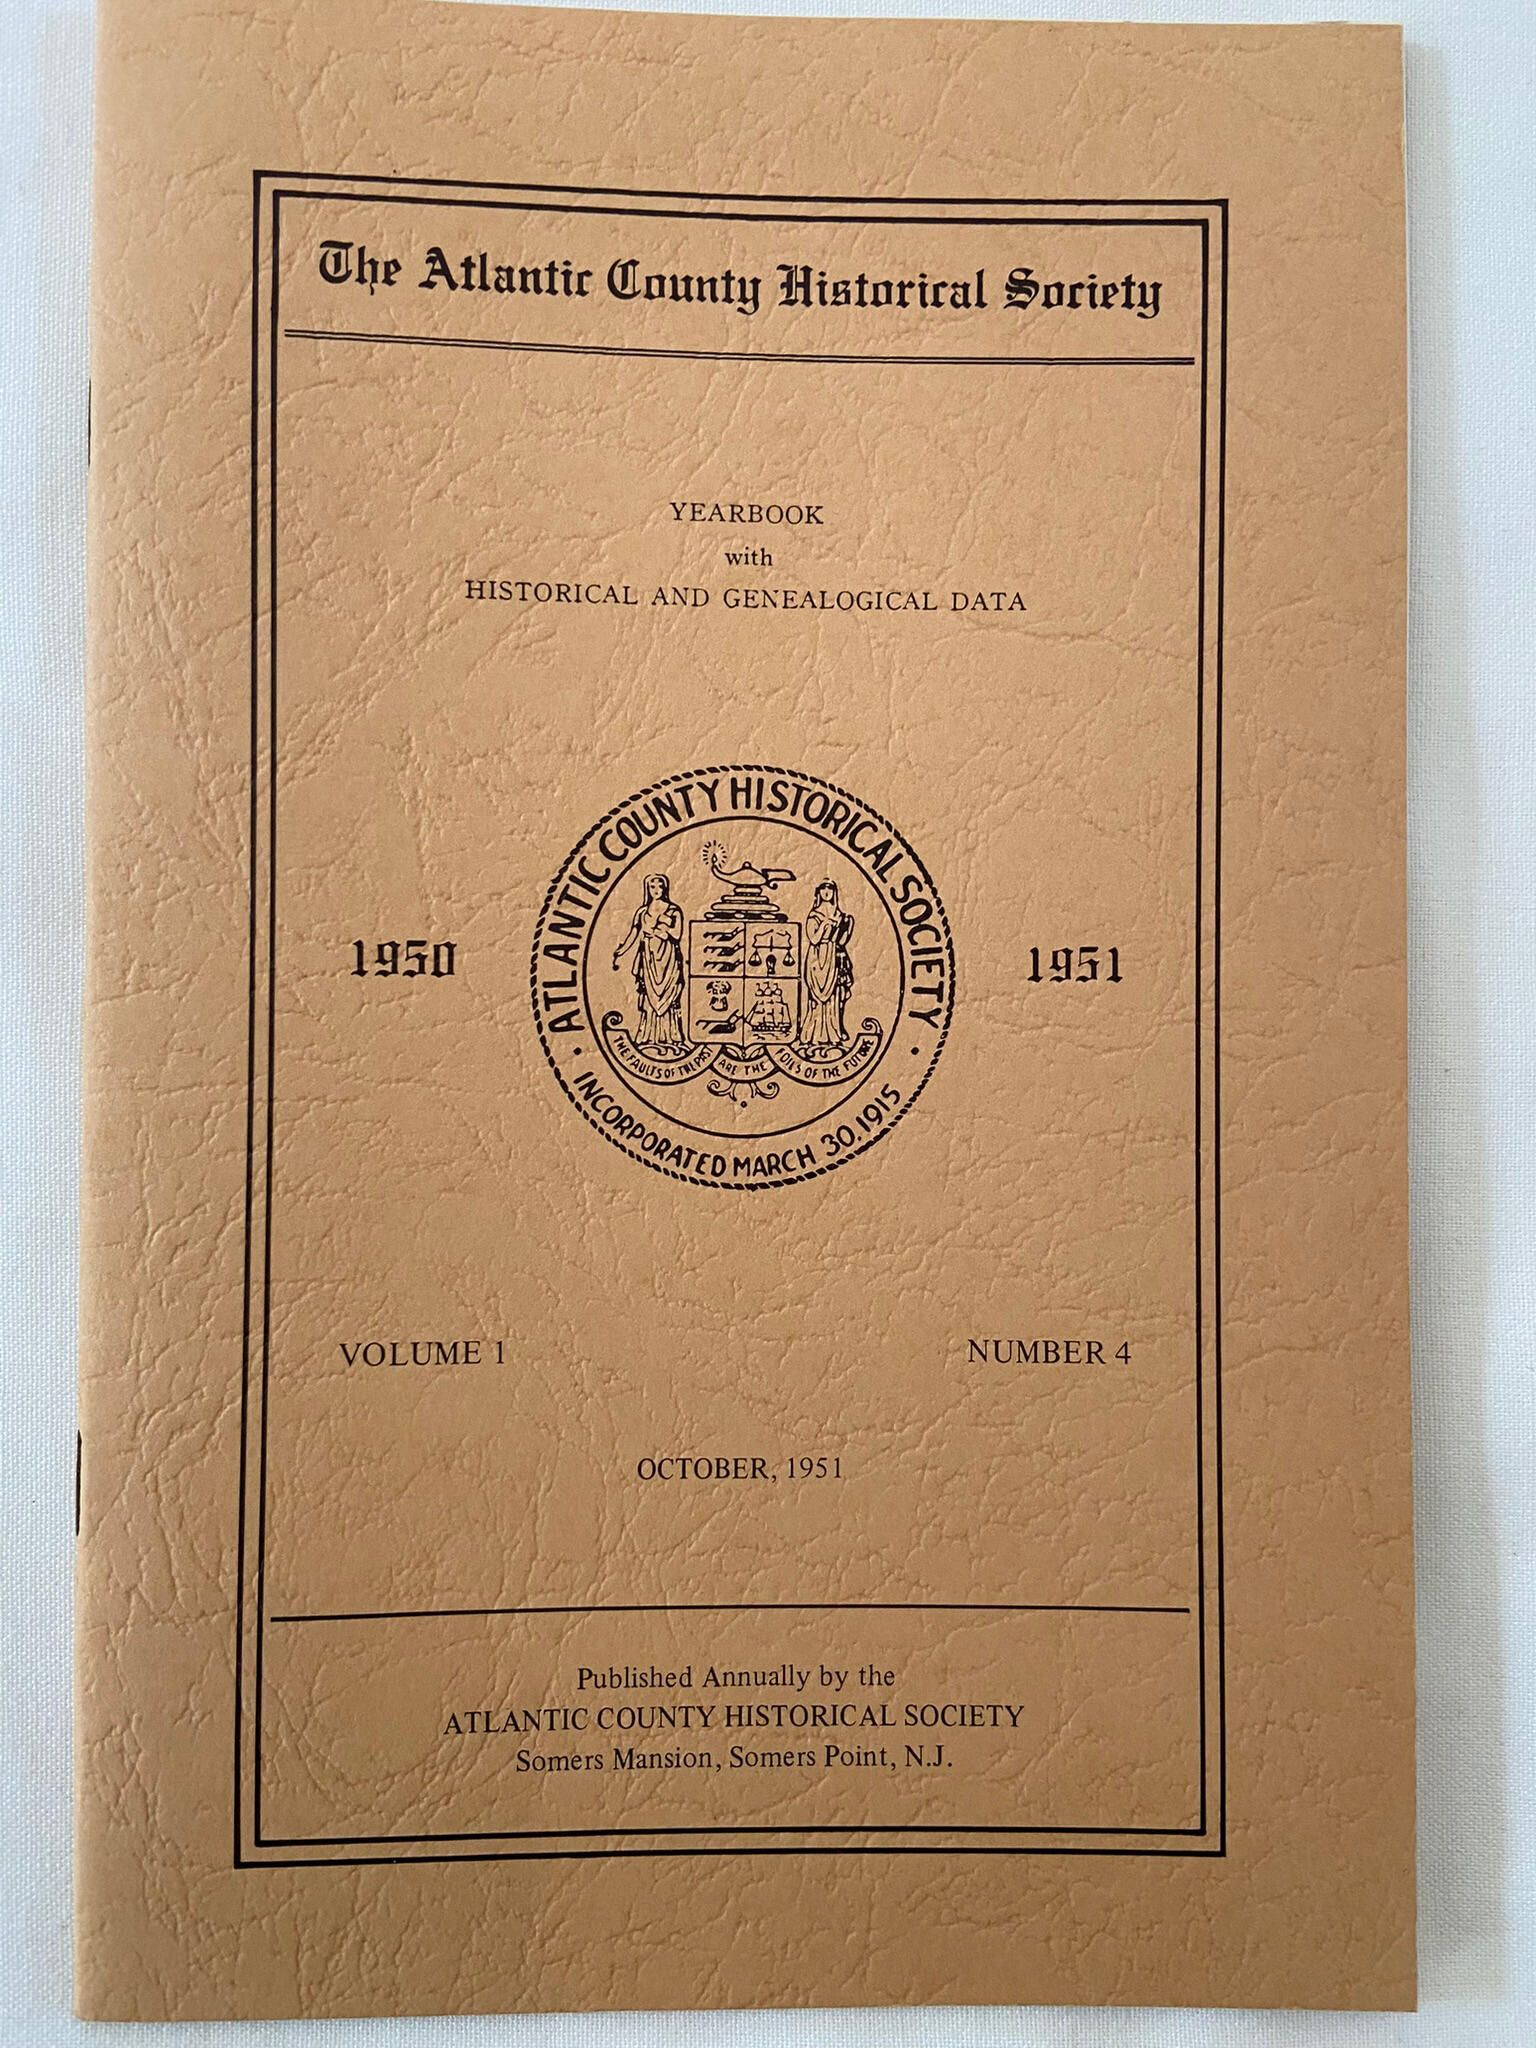 The Atlantic County Historical Society
YEARBOOK
with
HISTORICAL AND GENEALOGICAL DATA
ATLANTIC COUNTY HISTORICAL SOCIETY
1950
1951
THE FAULTS OF THE PAST ARE THE FOILS OF THE FUTURE
· INCORPORATED MARCH 30, 1915 ·
VOLUME 1
NUMBER 4
OCTOBER, 1951
Published Annually by the
ATLANTIC COUNTY HISTORICAL SOCIETY
Somers Mansion, Somers Point, N.J.